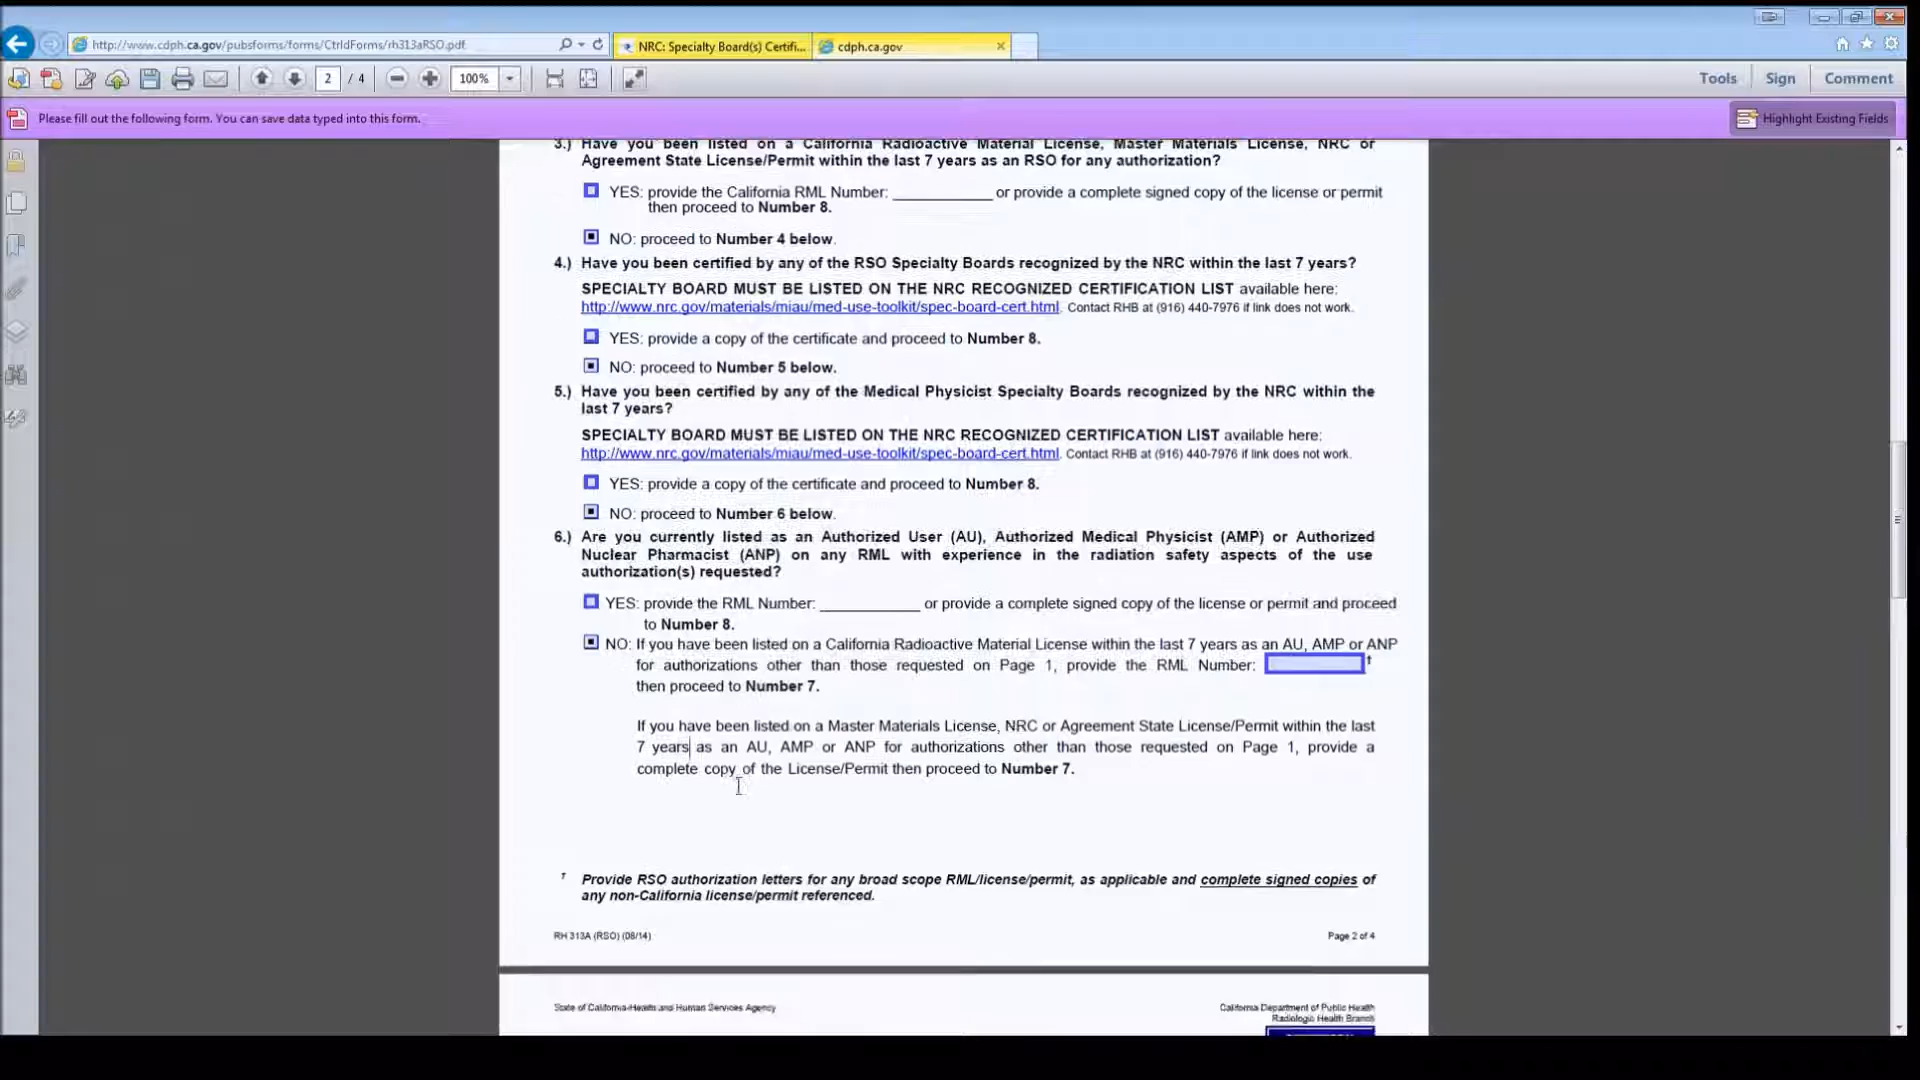 http://www.cdph.ca.gov/pubsforms/forms/CtrldForms/rh313aRSO.pdf
NRC: Specialty Board(s) Certifi...
cdph.ca.gov
2 / 4
100%
Tools
Sign
Comment
Please fill out the following form. You can save data typed into this form.
Highlight Existing Fields
3.) Have you been listed on a California Radioactive Material License, Master Materials License, NRC or
Agreement State License/Permit within the last 7 years as an RSO for any authorization?
YES: provide the California RML Number: ____________ or provide a complete signed copy of the license or permit
then proceed to Number 8.
NO: proceed to Number 4 below.
4.) Have you been certified by any of the RSO Specialty Boards recognized by the NRC within the last 7 years?
SPECIALTY BOARD MUST BE LISTED ON THE NRC RECOGNIZED CERTIFICATION LIST available here:
http://www.nrc.gov/materials/miau/med-use-toolkit/spec-board-cert.html. Contact RHB at (916) 440-7976 if link does not work.
YES: provide a copy of the certificate and proceed to Number 8.
NO: proceed to Number 5 below.
5.) Have you been certified by any of the Medical Physicist Specialty Boards recognized by the NRC within the
last 7 years?
SPECIALTY BOARD MUST BE LISTED ON THE NRC RECOGNIZED CERTIFICATION LIST available here:
http://www.nrc.gov/materials/miau/med-use-toolkit/spec-board-cert.html. Contact RHB at (916) 440-7976 if link does not work.
YES: provide a copy of the certificate and proceed to Number 8.
NO: proceed to Number 6 below.
6.) Are you currently listed as an Authorized User (AU), Authorized Medical Physicist (AMP) or Authorized
Nuclear Pharmacist (ANP) on any RML with experience in the radiation safety aspects of the use
authorization(s) requested?
YES: provide the RML Number: ____________ or provide a complete signed copy of the license or permit and proceed
to Number 8.
NO: If you have been listed on a California Radioactive Material License within the last 7 years as an AU, AMP or ANP
for authorizations other than those requested on Page 1, provide the RML Number: †
then proceed to Number 7.
If you have been listed on a Master Materials License, NRC or Agreement State License/Permit within the last
7 years as an AU, AMP or ANP for authorizations other than those requested on Page 1, provide a
complete copy of the License/Permit then proceed to Number 7.
† Provide RSO authorization letters for any broad scope RML/license/permit, as applicable and complete signed copies of
any non-California license/permit referenced.
RH 313A (RSO) (08/14)
Page 2 of 4
State of California-Health and Human Services Agency
California Department of Public Health
Radiologic Health Branch